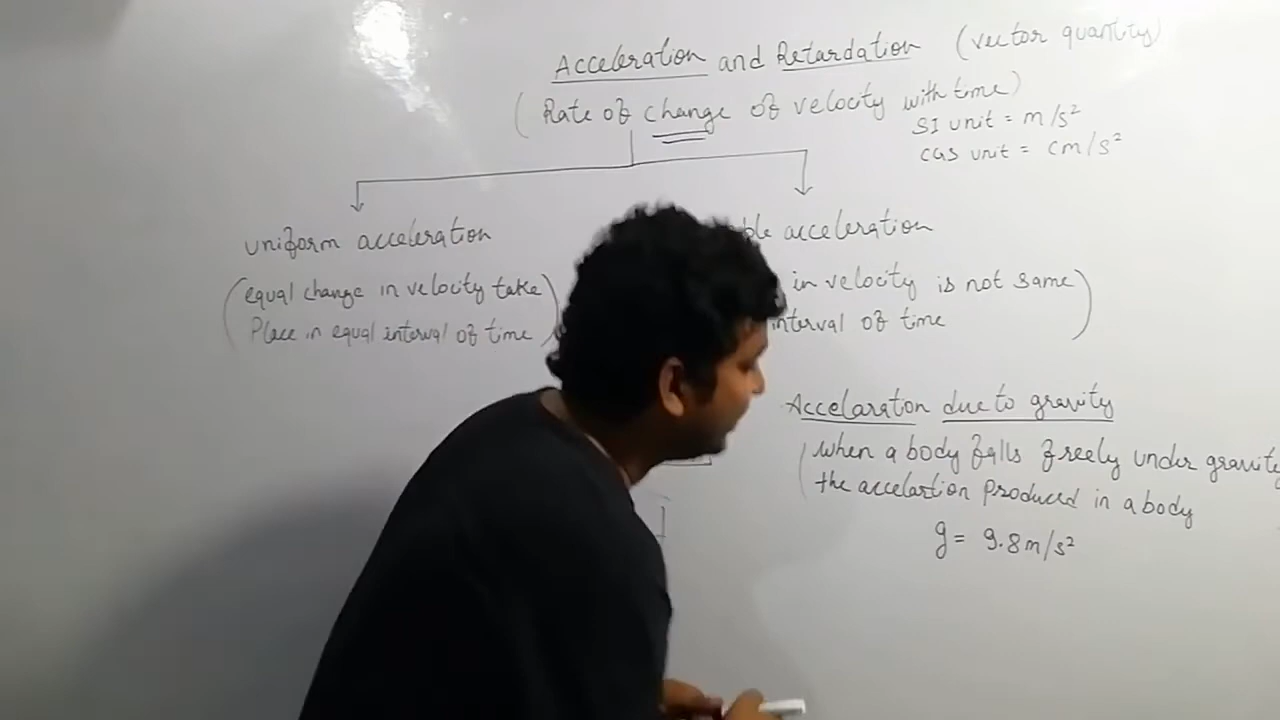 Acceleration and Retardation (vector quantity)
(Rate of change of velocity with time)
SI unit = m/s²
CGS unit = cm/s²
uniform acceleration
ble acceleration
(equal change in velocity take
Place in equal interval of time)
in velocity is not same
interval of time)
Accelaration due to gravity
(when a body falls freely under gravity
the accelartion produced in a body
g = 9.8m/s²